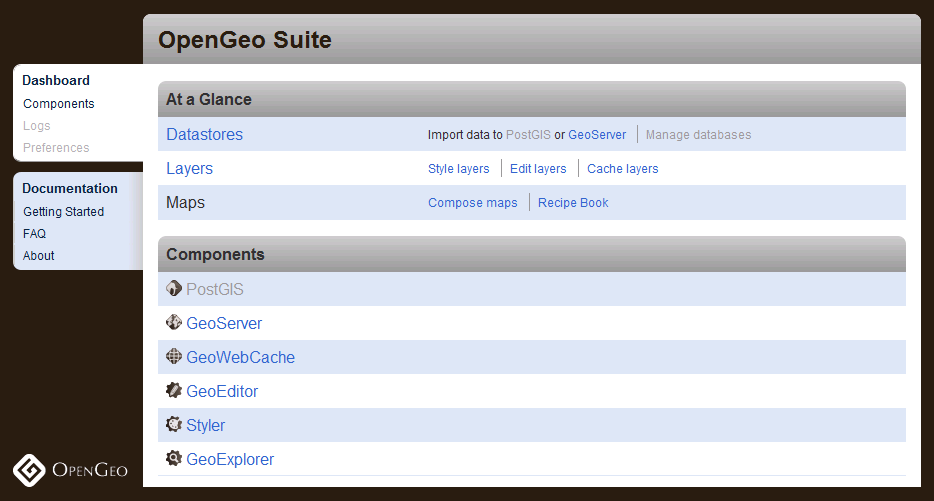 OpenGeo Suite
Dashboard
Components
Logs
Preferences
Documentation
Getting Started
FAQ
About
At a Glance
Datastores Import data to PostGIS or GeoServer Manage databases
Layers Style layers Edit layers Cache layers
Maps Compose maps Recipe Book
Components
PostGIS
GeoServer
GeoWebCache
GeoEditor
Styler
GeoExplorer
OpenGeo